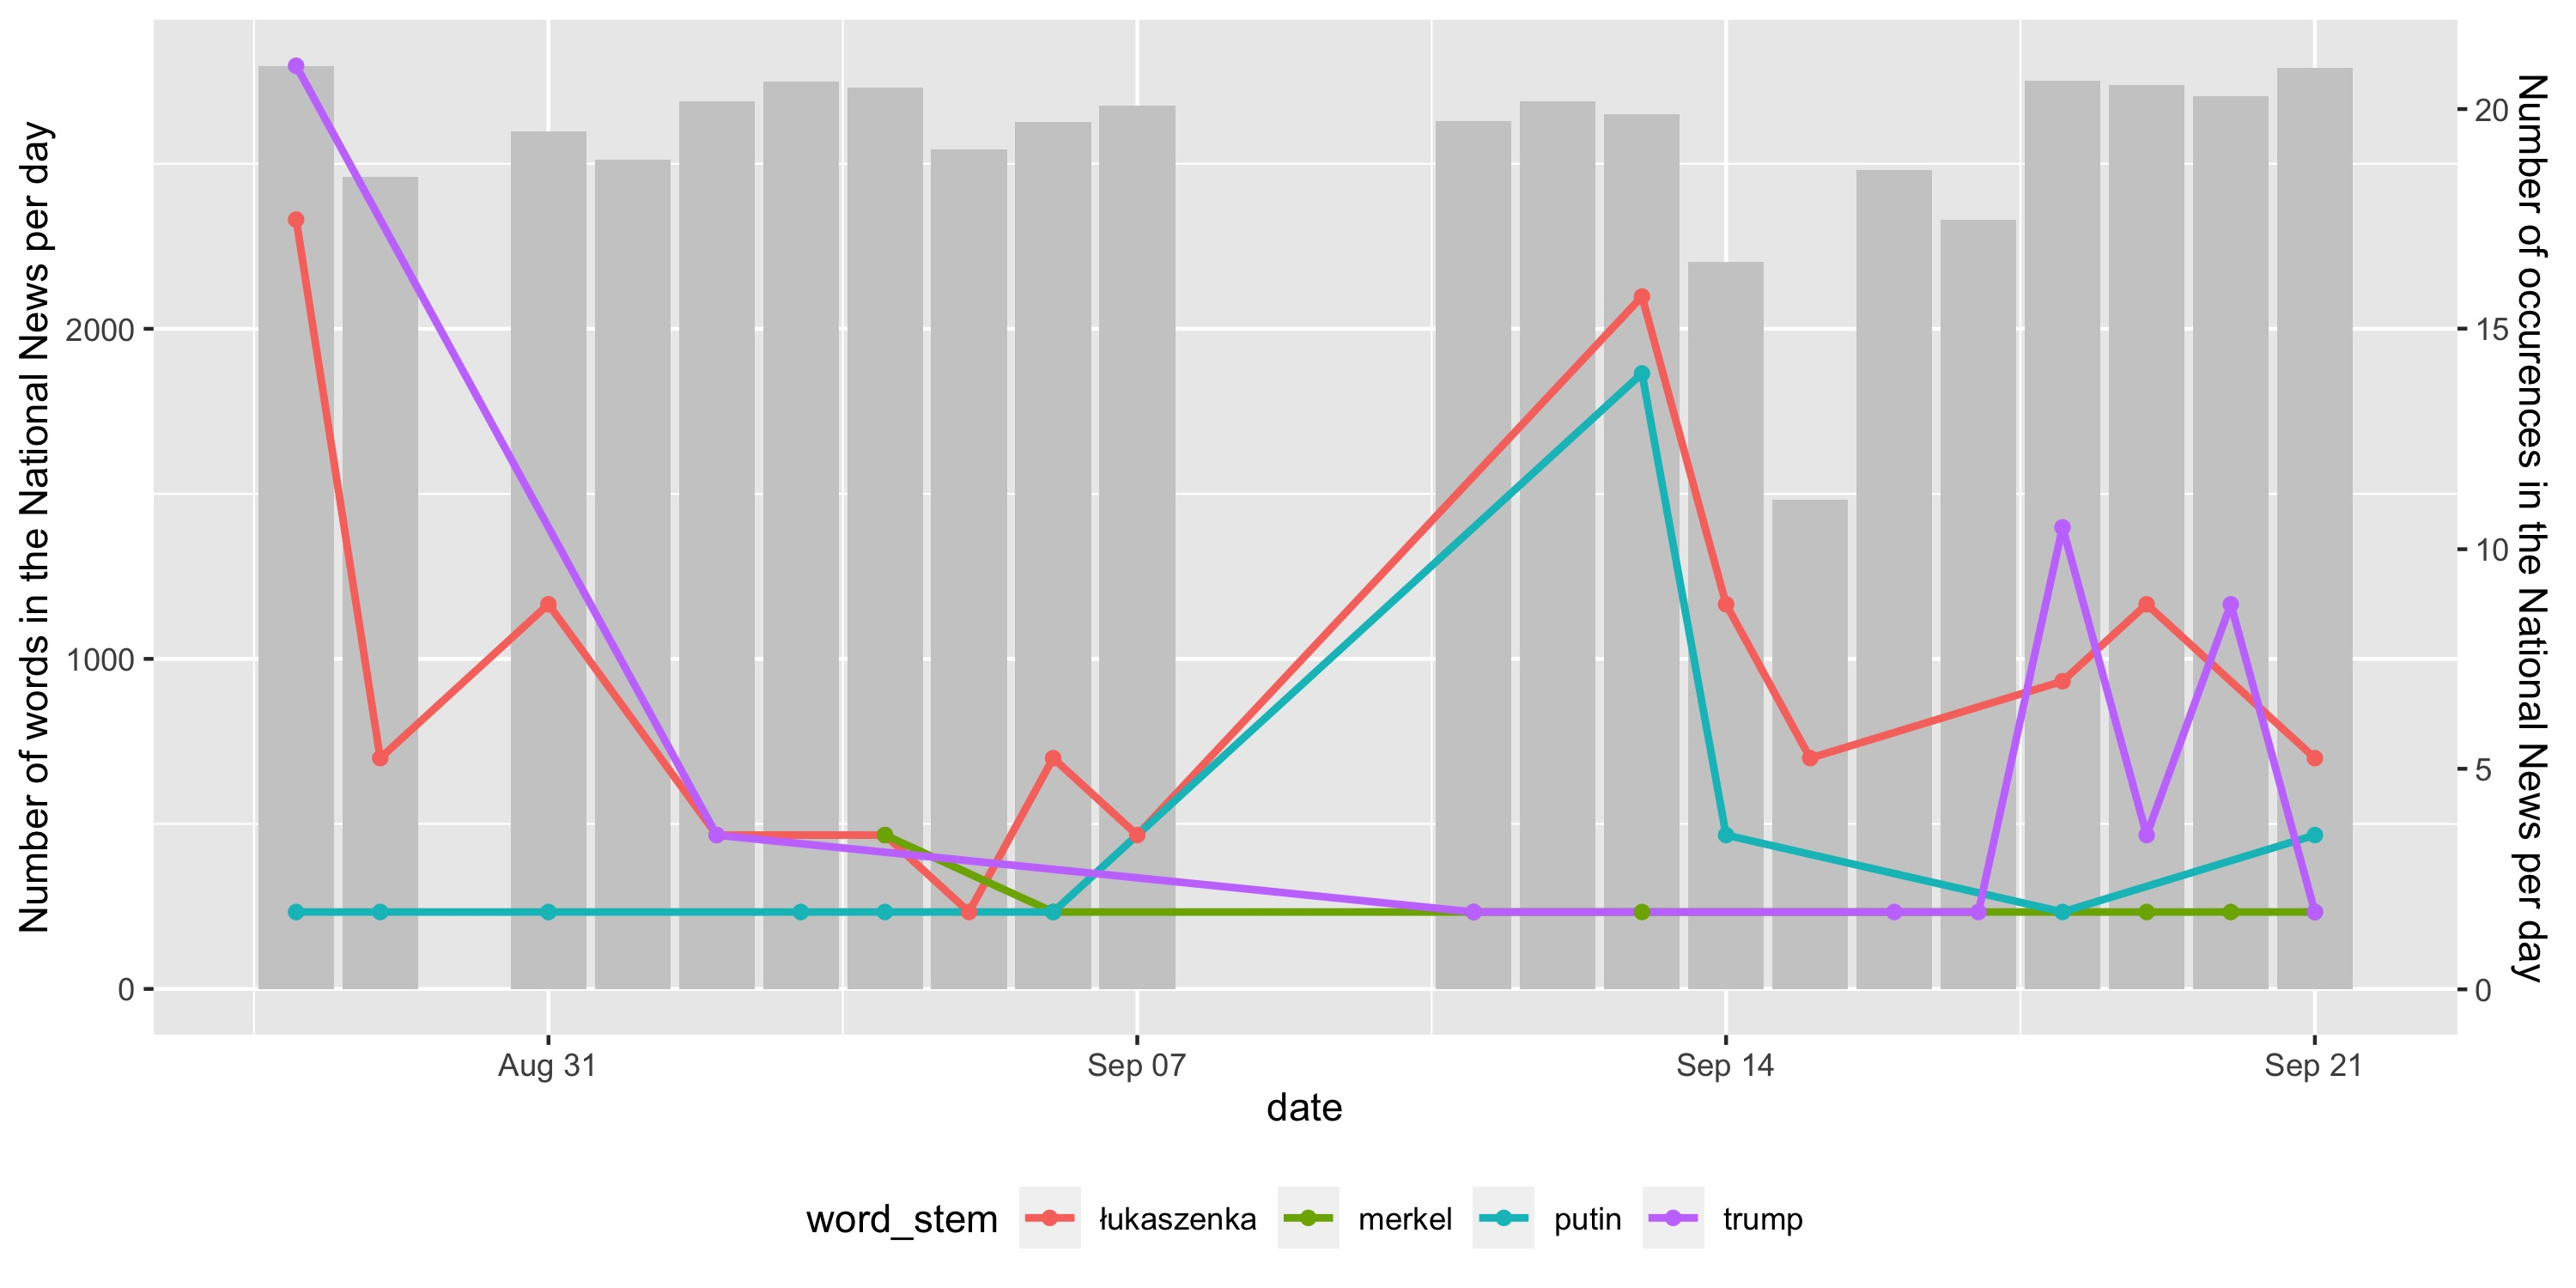 Number of words in the National News per day
2000
1000
0
20
15
10
5
0
Number of occurences in the National News per day
Aug 31
Sep 07
Sep 14
Sep 21
date
word_stem łukaszenka merkel putin trump